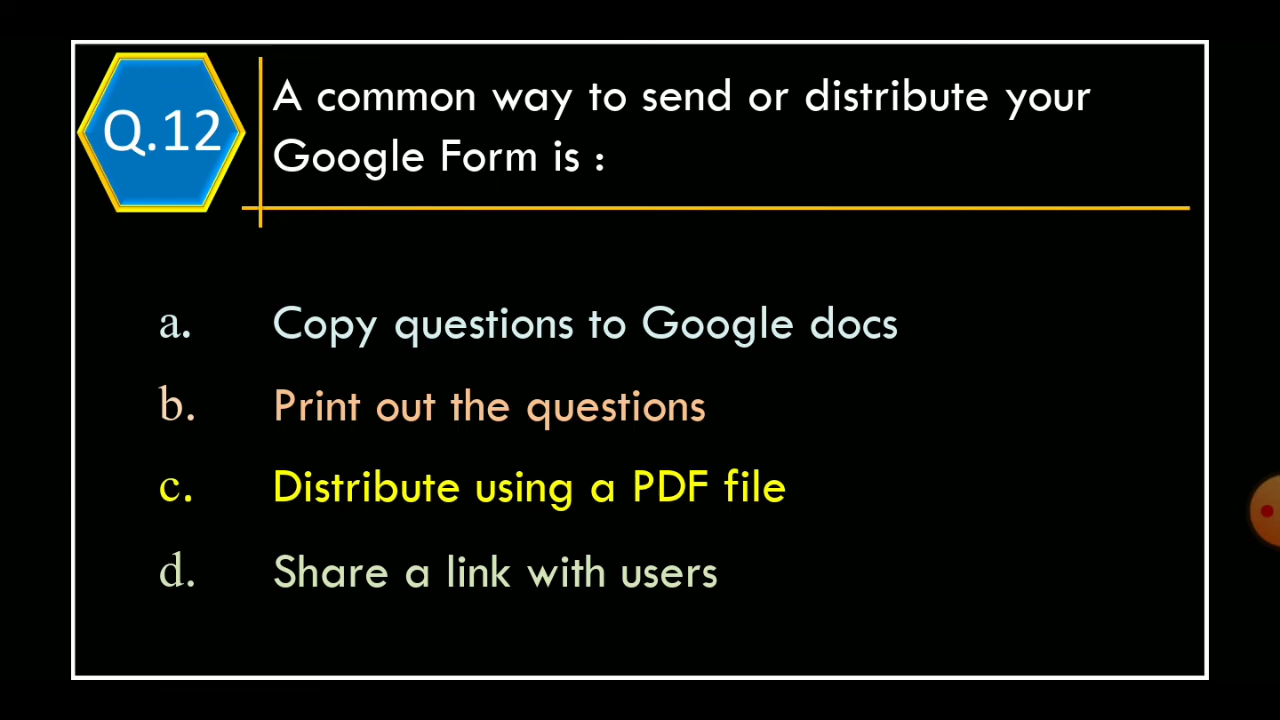 Q.12
A common way to send or distribute your
Google Form is :
a. Copy questions to Google docs
b. Print out the questions
c. Distribute using a PDF file
d. Share a link with users